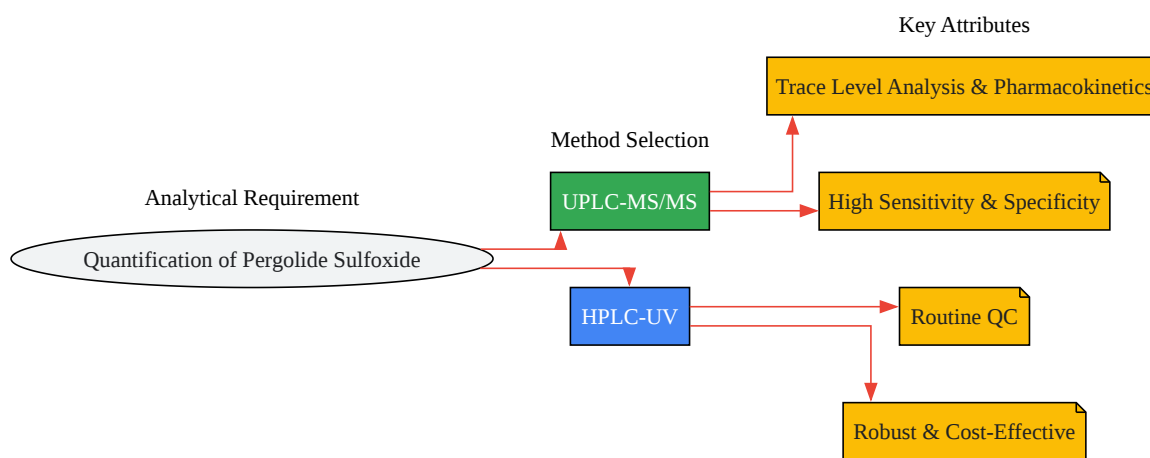 Key Attributes
Trace Level Analysis & Pharmacokinetics
Method Selection
UPLC-MS/MS
High Sensitivity & Specificity
Analytical Requirement
Quantification of Pergolide Sulfoxide
HPLC-UV
Routine QC
Robust & Cost-Effective